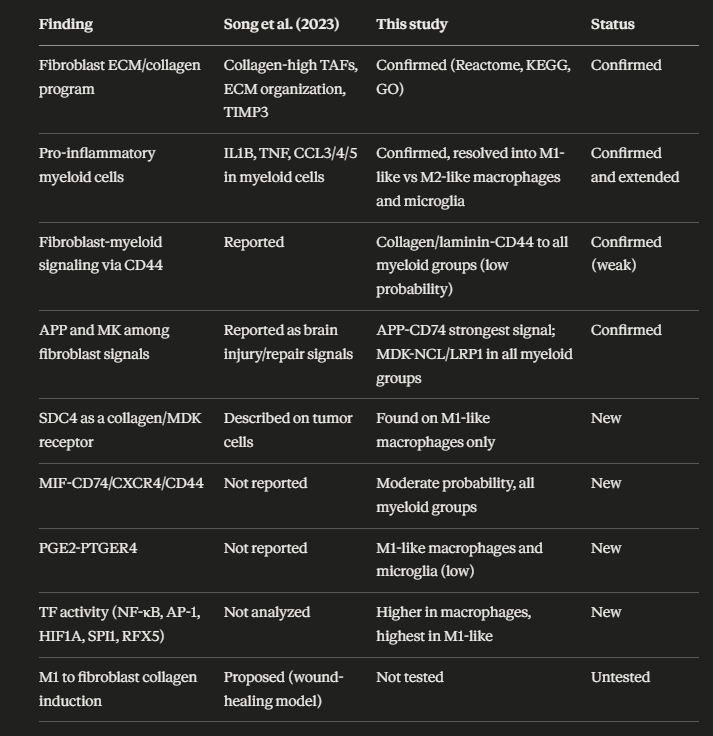 Finding Song et al. (2023) This study Status
Fibroblast ECM/collagen Collagen-high TAFs, Confirmed (Reactome, KEGG, Confirmed
program ECM organization, GO)
TIMP3
Pro-inflammatory IL1B, TNF, CCL3/4/5 Confirmed, resolved into M1- Confirmed
myeloid cells in myeloid cells like vs M2-like macrophages and extended
and microglia
Fibroblast-myeloid Reported Collagen/laminin-CD44 to all Confirmed
signaling via CD44 myeloid groups (low (weak)
probability)
APP and MK among Reported as brain APP-CD74 strongest signal; Confirmed
fibroblast signals injury/repair signals MDK-NCL/LRP1 in all myeloid
groups
SDC4 as a collagen/MDK Described on tumor Found on M1-like New
receptor cells macrophages only
MIF-CD74/CXCR4/CD44 Not reported Moderate probability, all New
myeloid groups
PGE2-PTGER4 Not reported M1-like macrophages and New
microglia (low)
TF activity (NF-κB, AP-1, Not analyzed Higher in macrophages, New
HIF1A, SPI1, RFX5) highest in M1-like
M1 to fibroblast collagen Proposed (wound- Not tested Untested
induction healing model)